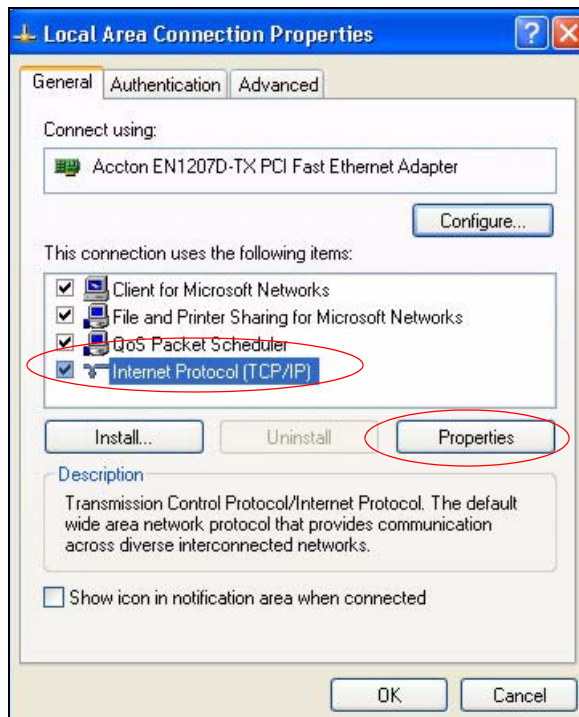 Local Area Connection Properties
General Authentication Advanced
Connect using:
Accton EN1207D-TX PCI Fast Ethernet Adapter
Configure...
This connection uses the following items:
Client for Microsoft Networks
File and Printer Sharing for Microsoft Networks
QoS Packet Scheduler
Internet Protocol (TCP/IP)
Install... Uninstall Properties
Description
Transmission Control Protocol/Internet Protocol. The default
wide area network protocol that provides communication
across diverse interconnected networks.
Show icon in notification area when connected
OK Cancel